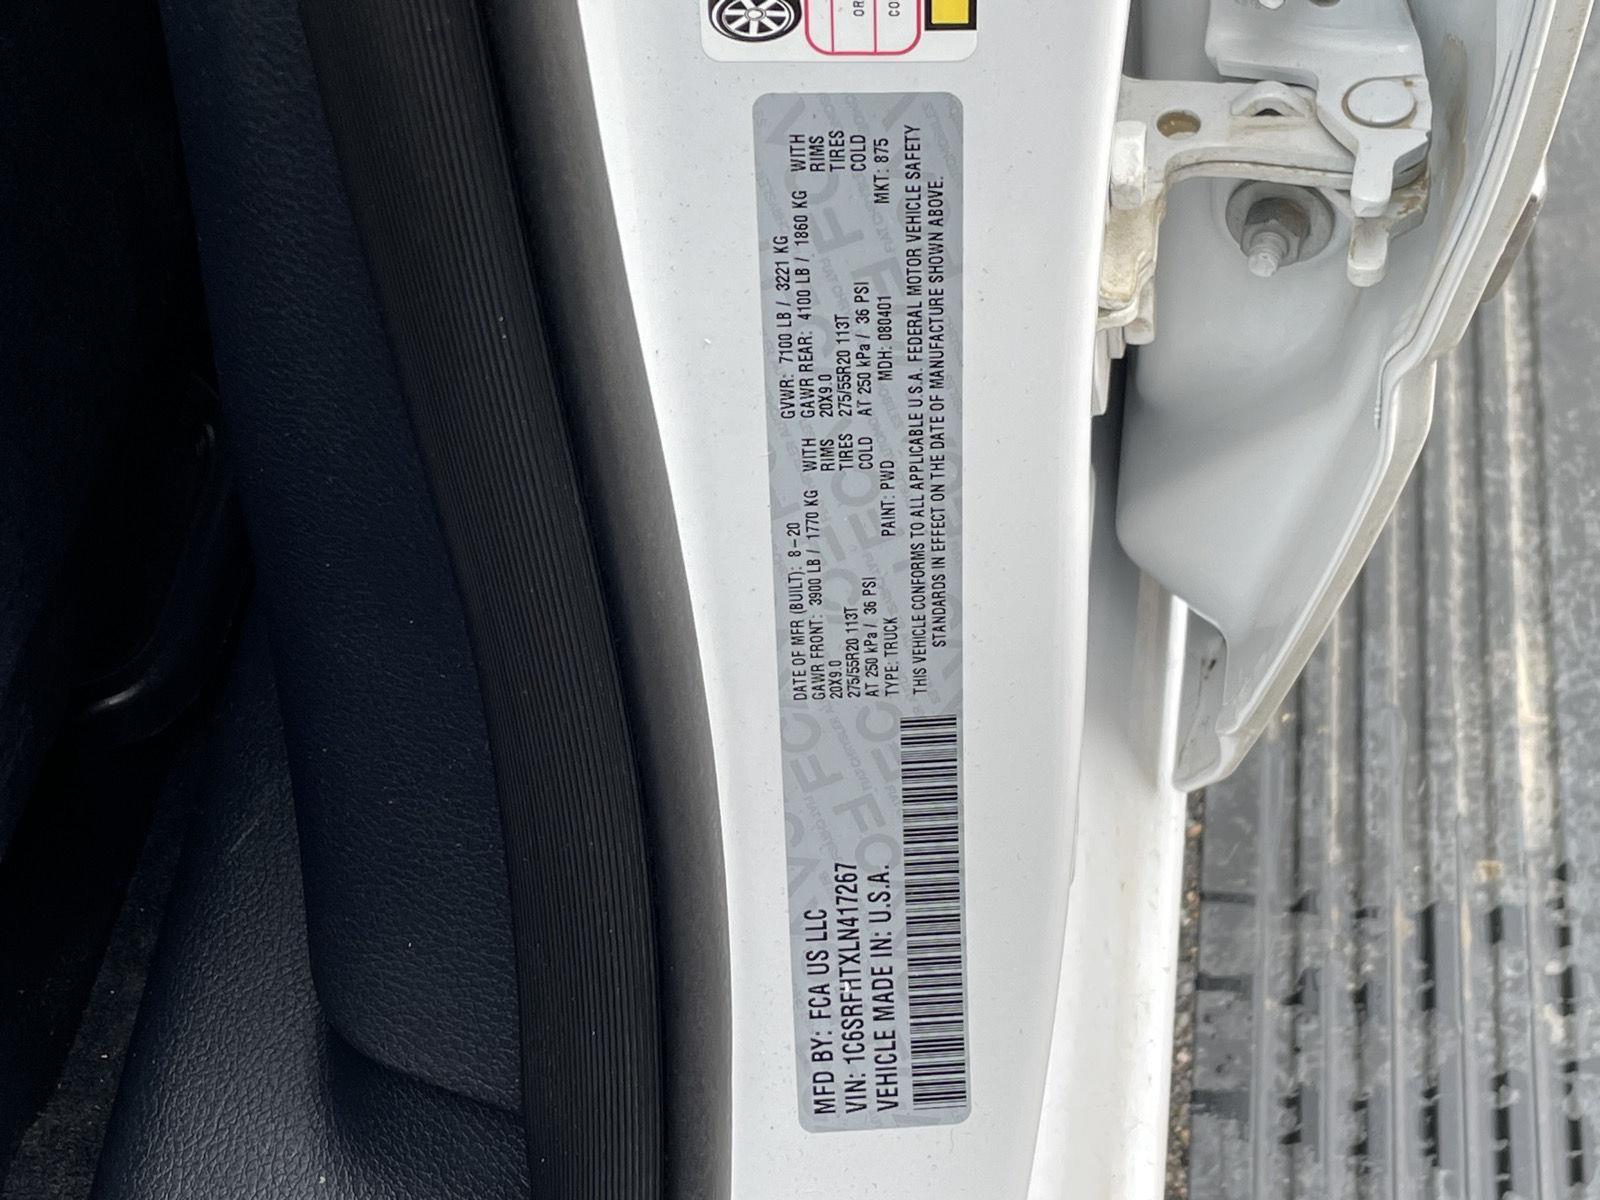 MFD BY: FCA US LLC
VIN: 1C6SRFHTXLN417267
VEHICLE MADE IN: U.S.A.
DATE OF MFR (BUILT): 8-20 GVWR: 7100 LB / 3221 KG
GAWR FRONT: 3900 LB / 1770 KG WITH GAWR REAR: 4100 LB / 1860 KG WITH
20X9.0 RIMS 20X9.0 RIMS
275/55R20 113T TIRES 275/55R20 113T TIRES
AT 250 kPa / 36 PSI COLD AT 250 kPa / 36 PSI COLD
TYPE: TRUCK PAINT: PWD MDH: 080401 MKT: 875
THIS VEHICLE CONFORMS TO ALL APPLICABLE U.S.A. FEDERAL MOTOR VEHICLE SAFETY
STANDARDS IN EFFECT ON THE DATE OF MANUFACTURE SHOWN ABOVE.
OR
CO